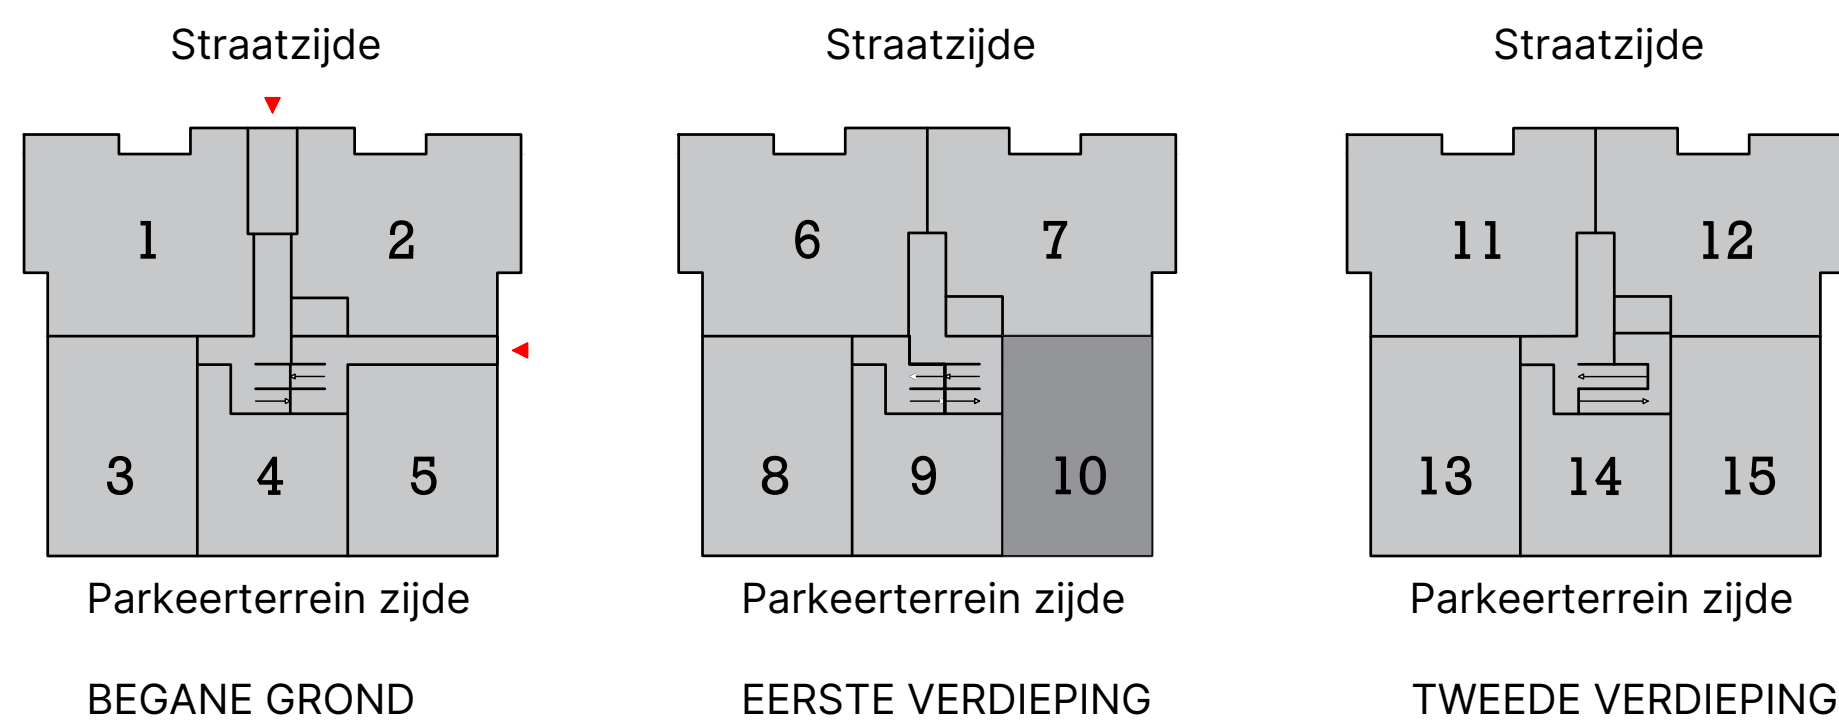 Straatzijde Straatzijde Straatzijde
1 2 6 7 11 12
3 4 5 8 9 10 13 14 15
Parkeerterrein zijde Parkeerterrein zijde Parkeerterrein zijde
BEGANE GROND EERSTE VERDIEPING TWEEDE VERDIEPING